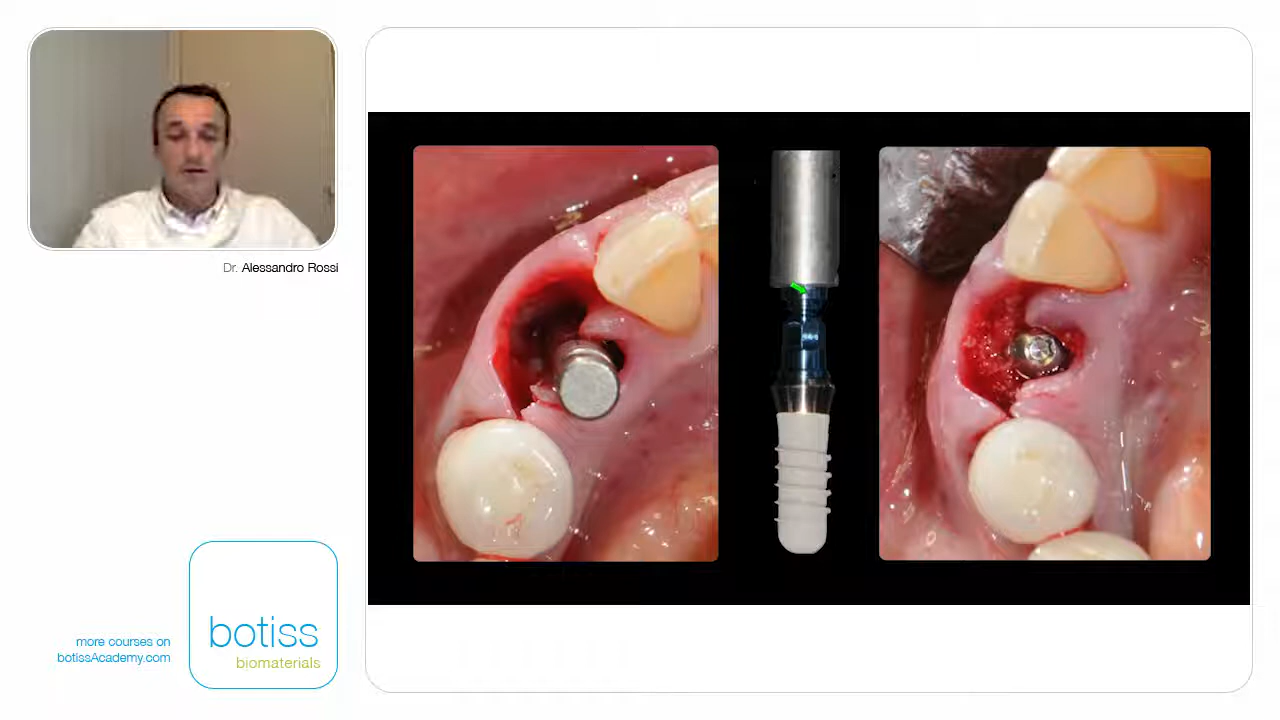 Dr. Alessandro Rossi
more courses on
botissAcademy.com
botiss
biomaterials